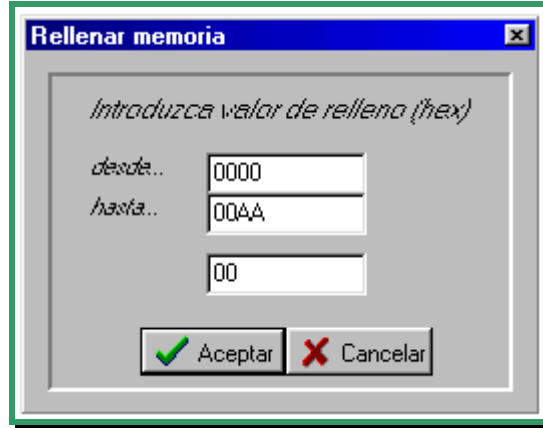 Rellenar memoria
Introduzca valor de relleno (hex)
desde... 0000
hasta... 00AA
00
Aceptar Cancelar